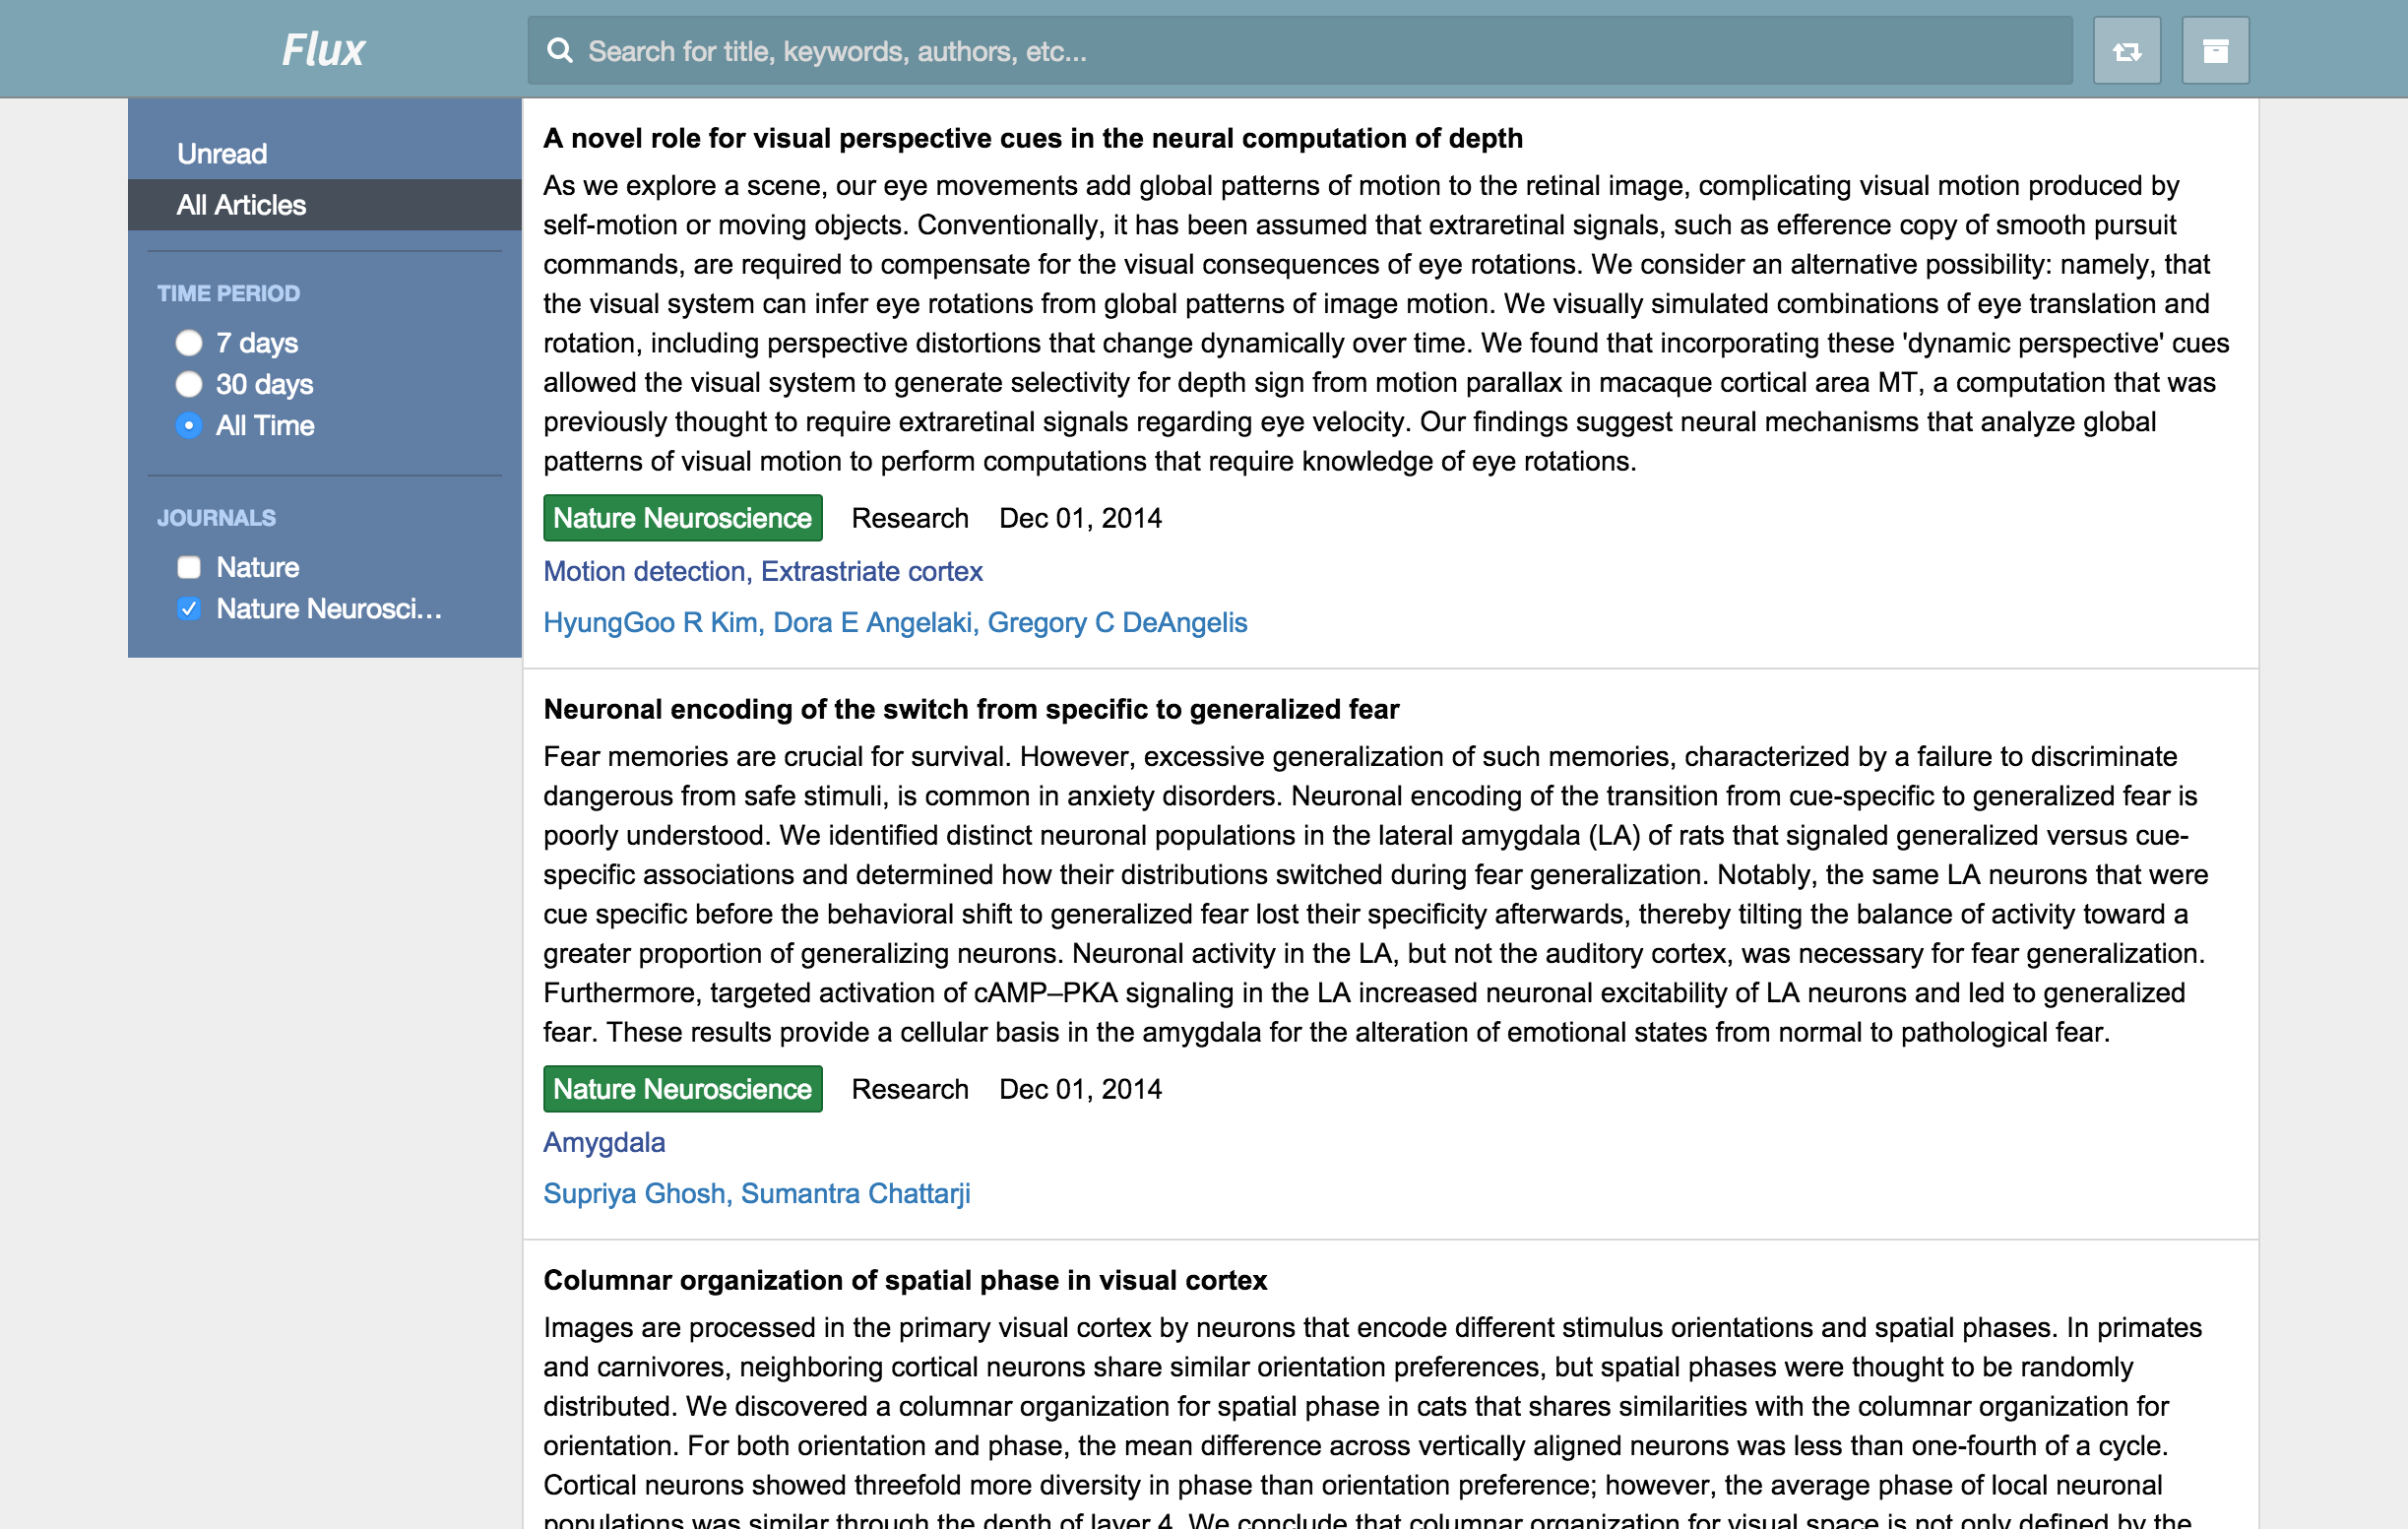 Flux
Search for title, keywords, authors, etc...
Unread
All Articles
TIME PERIOD
7 days
30 days
All Time
JOURNALS
Nature
Nature Neurosci...
A novel role for visual perspective cues in the neural computation of depth
As we explore a scene, our eye movements add global patterns of motion to the retinal image, complicating visual motion produced by
self-motion or moving objects. Conventionally, it has been assumed that extraretinal signals, such as efference copy of smooth pursuit
commands, are required to compensate for the visual consequences of eye rotations. We consider an alternative possibility: namely, that
the visual system can infer eye rotations from global patterns of image motion. We visually simulated combinations of eye translation and
rotation, including perspective distortions that change dynamically over time. We found that incorporating these 'dynamic perspective' cues
allowed the visual system to generate selectivity for depth sign from motion parallax in macaque cortical area MT, a computation that was
previously thought to require extraretinal signals regarding eye velocity. Our findings suggest neural mechanisms that analyze global
patterns of visual motion to perform computations that require knowledge of eye rotations.
Nature Neuroscience Research Dec 01, 2014
Motion detection, Extrastriate cortex
HyungGoo R Kim, Dora E Angelaki, Gregory C DeAngelis
Neuronal encoding of the switch from specific to generalized fear
Fear memories are crucial for survival. However, excessive generalization of such memories, characterized by a failure to discriminate
dangerous from safe stimuli, is common in anxiety disorders. Neuronal encoding of the transition from cue-specific to generalized fear is
poorly understood. We identified distinct neuronal populations in the lateral amygdala (LA) of rats that signaled generalized versus cue-
specific associations and determined how their distributions switched during fear generalization. Notably, the same LA neurons that were
cue specific before the behavioral shift to generalized fear lost their specificity afterwards, thereby tilting the balance of activity toward a
greater proportion of generalizing neurons. Neuronal activity in the LA, but not the auditory cortex, was necessary for fear generalization.
Furthermore, targeted activation of cAMP–PKA signaling in the LA increased neuronal excitability of LA neurons and led to generalized
fear. These results provide a cellular basis in the amygdala for the alteration of emotional states from normal to pathological fear.
Nature Neuroscience Research Dec 01, 2014
Amygdala
Supriya Ghosh, Sumantra Chattarji
Columnar organization of spatial phase in visual cortex
Images are processed in the primary visual cortex by neurons that encode different stimulus orientations and spatial phases. In primates
and carnivores, neighboring cortical neurons share similar orientation preferences, but spatial phases were thought to be randomly
distributed. We discovered a columnar organization for spatial phase in cats that shares similarities with the columnar organization for
orientation. For both orientation and phase, the mean difference across vertically aligned neurons was less than one-fourth of a cycle.
Cortical neurons showed threefold more diversity in phase than orientation preference; however, the average phase of local neuronal
populations was similar through the depth of layer 4. We conclude that columnar organization for visual space is not only defined by the